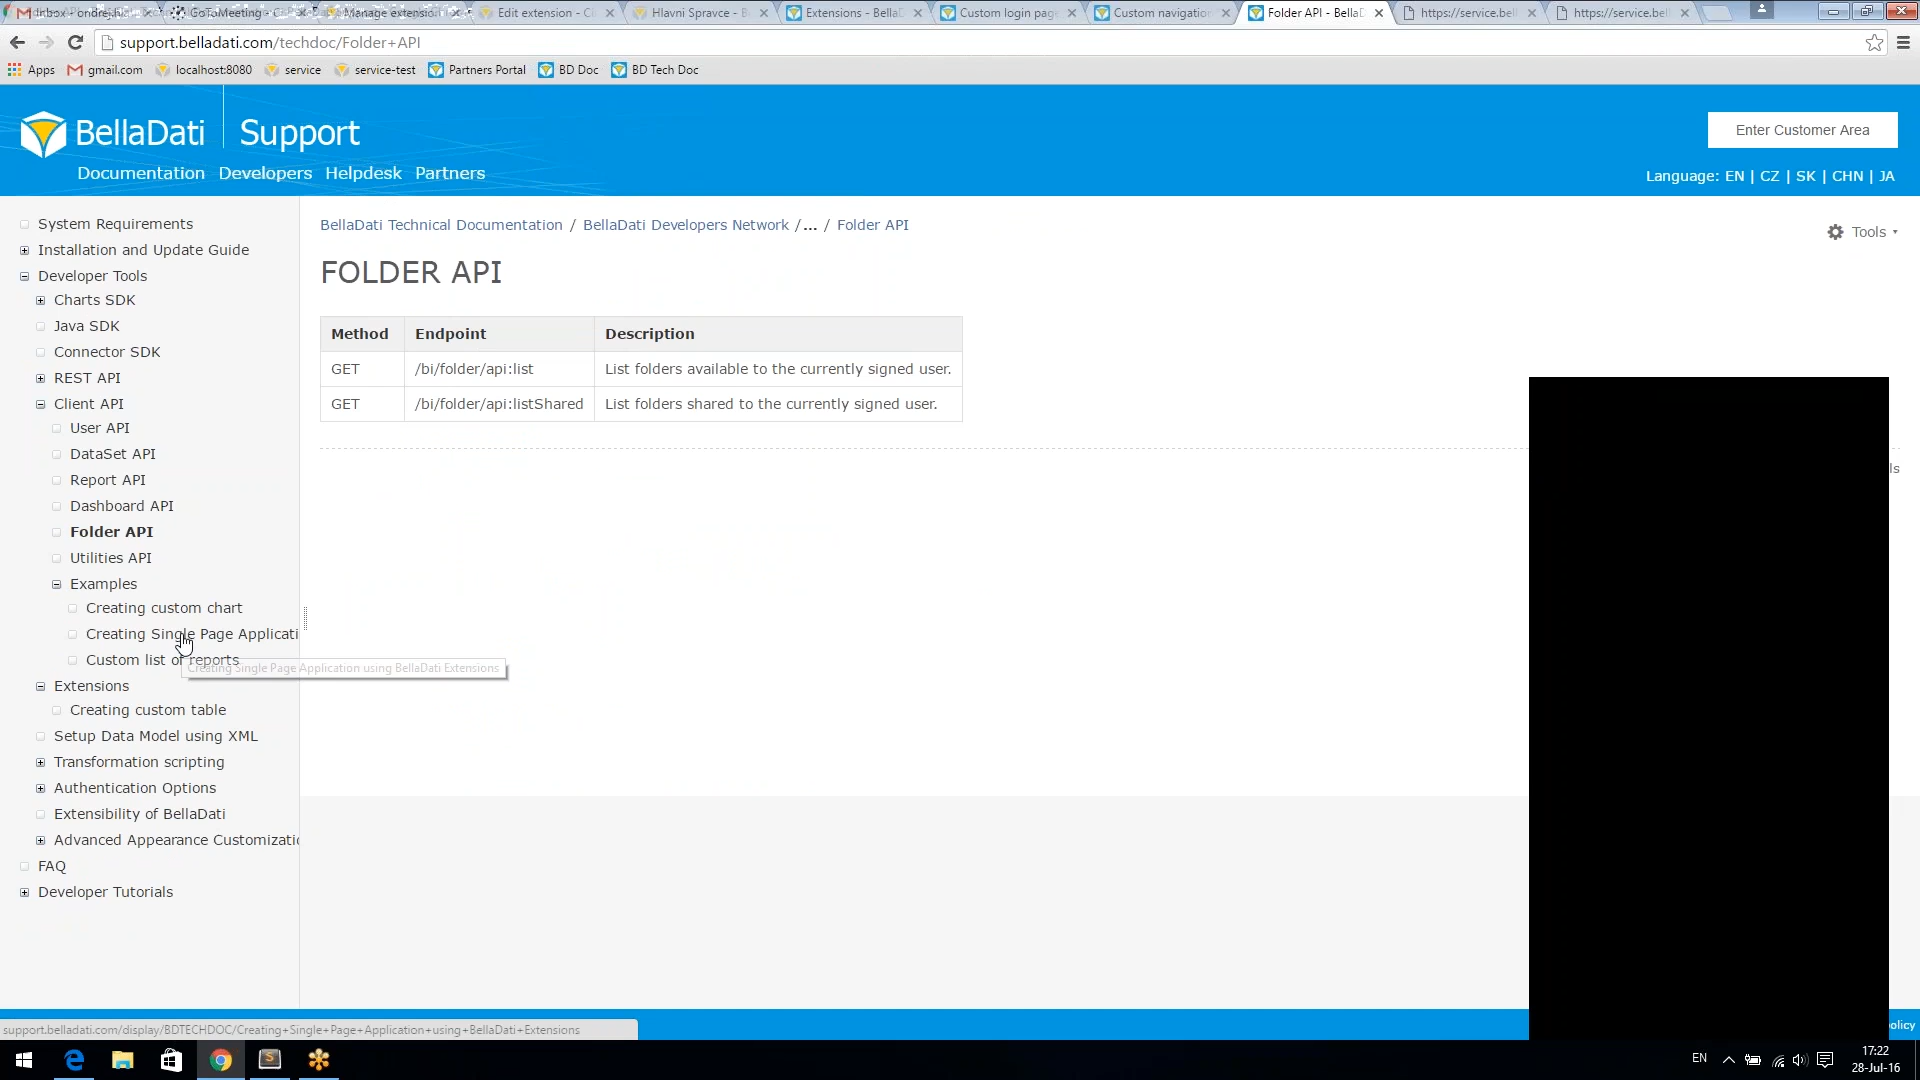 Inbox - ondrej.hl
GoToMeeting - C
Manage extension
Edit extension - C
Hlavni Spravce - B
Extensions - BellaD
Custom login page
Custom navigation
Folder API - BellaD
https://service.bel
https://service.bel
support.belladati.com/techdoc/Folder+API
Apps gmail.com localhost:8080 service service-test Partners Portal BD Doc BD Tech Doc
BellaDati Support
Enter Customer Area
Documentation Developers Helpdesk Partners
Language: EN | CZ | SK | CHN | JA
System Requirements
Installation and Update Guide
Developer Tools
Charts SDK
Java SDK
Connector SDK
REST API
Client API
User API
DataSet API
Report API
Dashboard API
Folder API
Utilities API
Examples
Creating custom chart
Creating Single Page Applicati
Custom list of reports
Creating Single Page Application using BellaDati Extensions
Extensions
Creating custom table
Setup Data Model using XML
Transformation scripting
Authentication Options
Extensibility of BellaDati
Advanced Appearance Customizatio
FAQ
Developer Tutorials
BellaDati Technical Documentation / BellaDati Developers Network /... / Folder API
Tools
FOLDER API
Method Endpoint Description
GET /bi/folder/api:list List folders available to the currently signed user.
GET /bi/folder/api:listShared List folders shared to the currently signed user.
ls
olicy
support.belladati.com/display/BDTECHDOC/Creating+Single+Page+Application+using+BellaDati+Extensions
EN
17:22
28-Jul-16